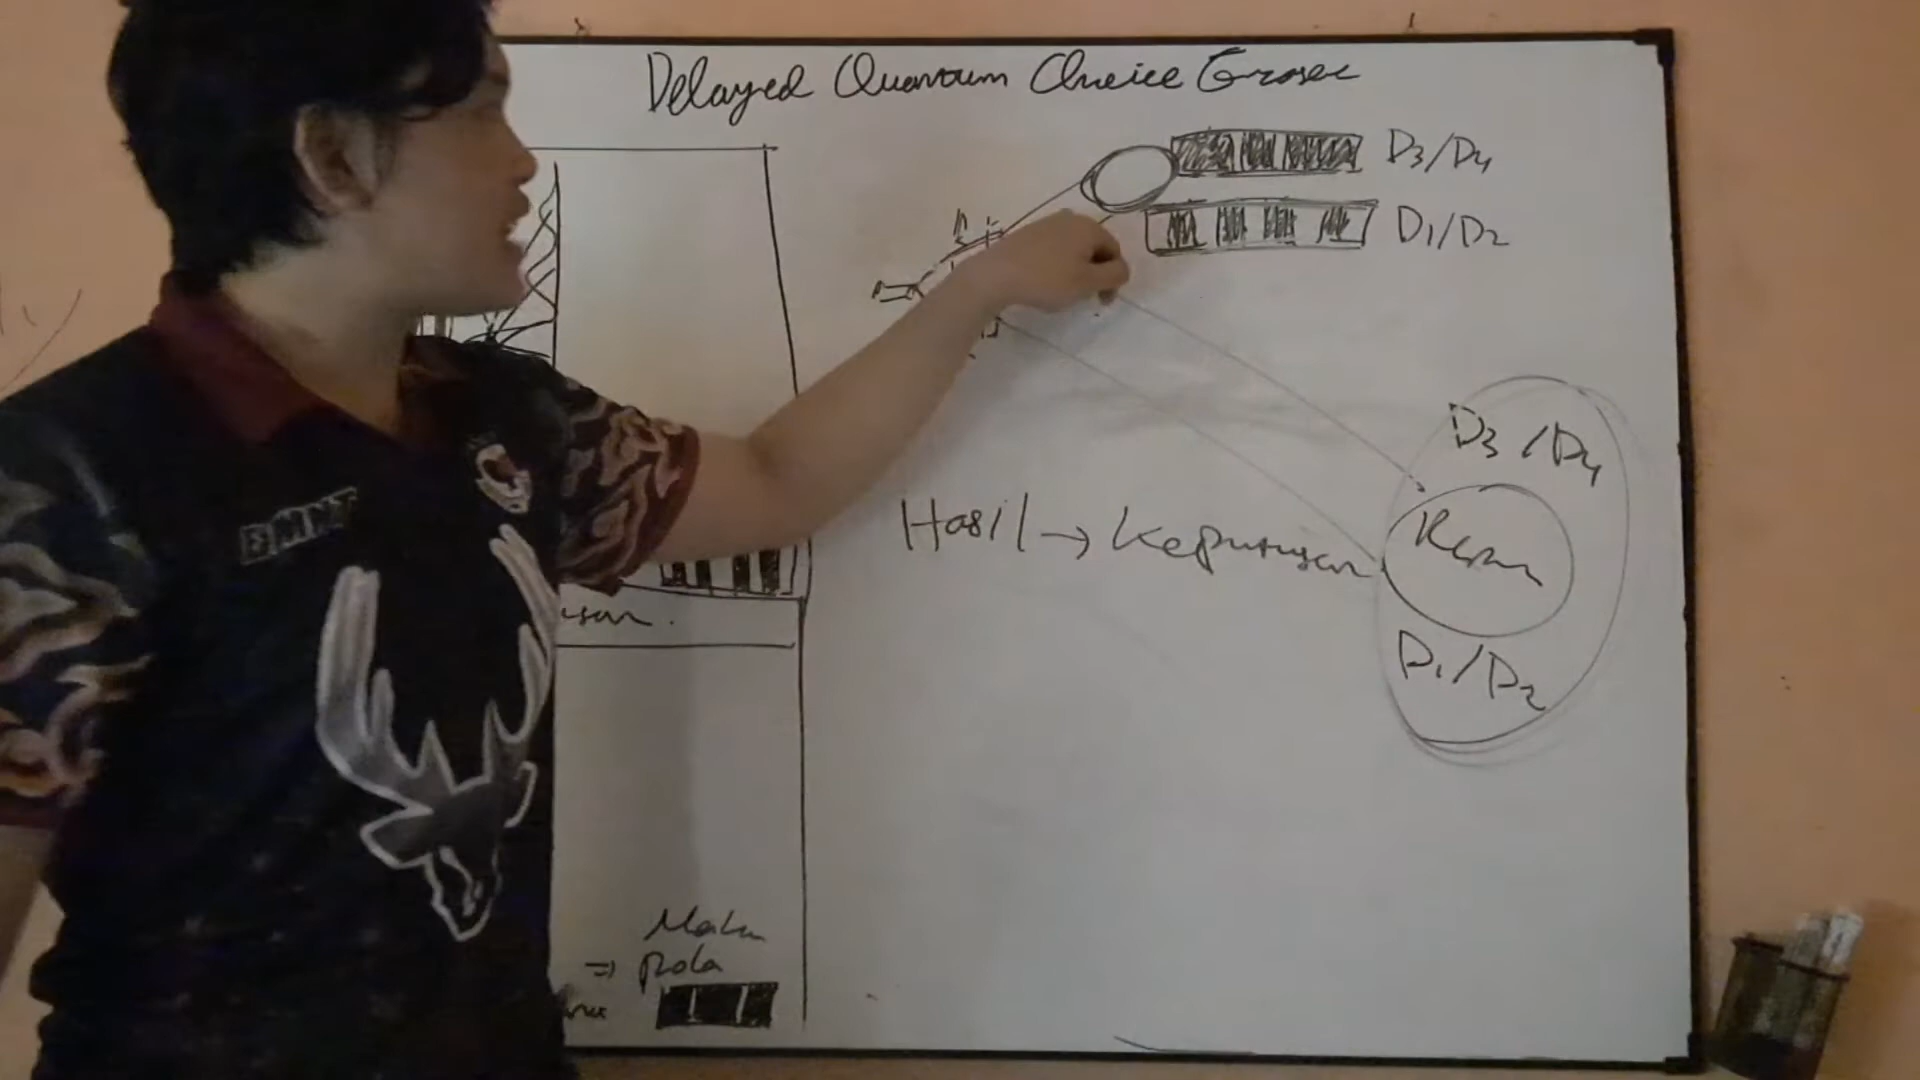 Delayed Quantum Choice Eraser
D3/D4
D1/D2
D3/D4
Hasil → Keputusan
D1/D2
Maka
⇒ pola